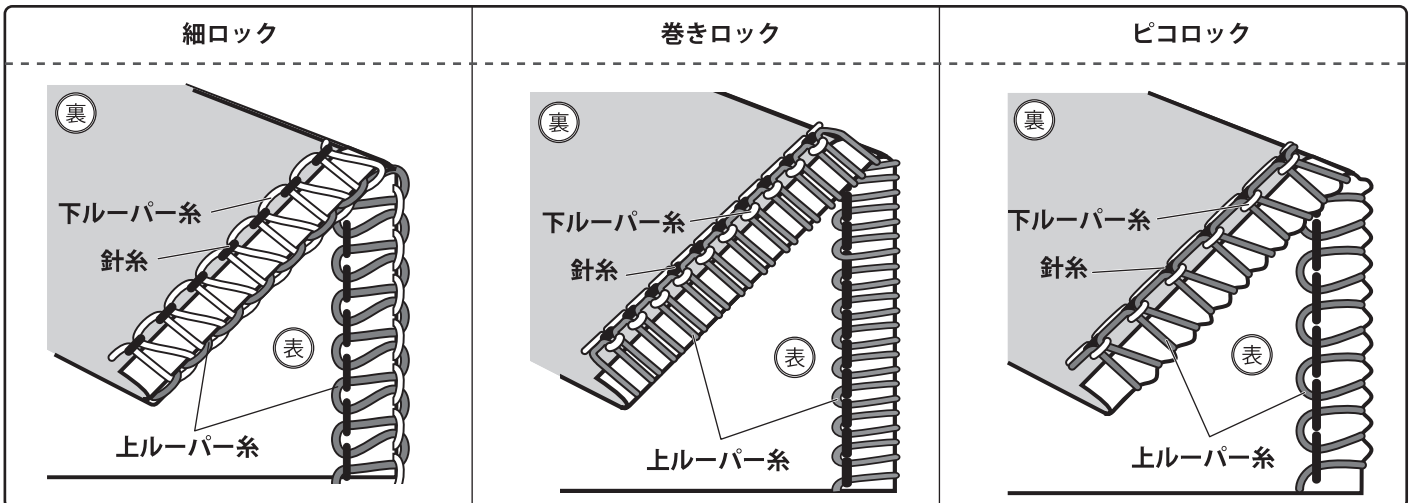 細ロック
裏
下ルーパー糸
針糸
表
上ルーパー糸
巻きロック
裏
下ルーパー糸
針糸
表
上ルーパー糸
ピコロック
裏
下ルーパー糸
針糸
表
上ルーパー糸